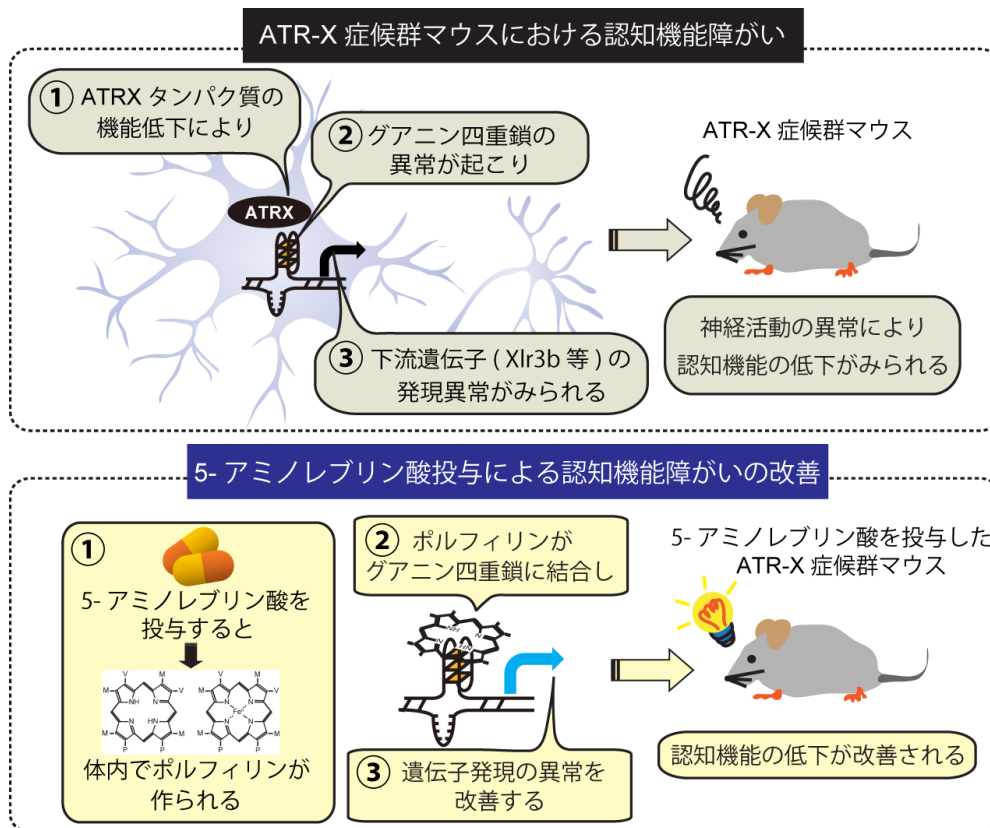 ATR-X 症候群マウスにおける認知機能障がい
① ATRX タンパク質の
機能低下により
② グアニン四重鎖の
異常が起こり
ATRX
③ 下流遺伝子 ( Xlr3b 等 ) の
発現異常がみられる
ATR-X 症候群マウス
神経活動の異常により
認知機能の低下がみられる
5- アミノレブリン酸投与による認知機能障がいの改善
①
5- アミノレブリン酸を
投与すると
V M M V
M V
NH N N N
Fe
N HN N N
M M M M
P P P P
体内でポルフィリンが
作られる
② ポルフィリンが
グアニン四重鎖に結合し
NH N
N HN
③ 遺伝子発現の異常を
改善する
5- アミノレブリン酸を投与した
ATR-X 症候群マウス
認知機能の低下が改善される